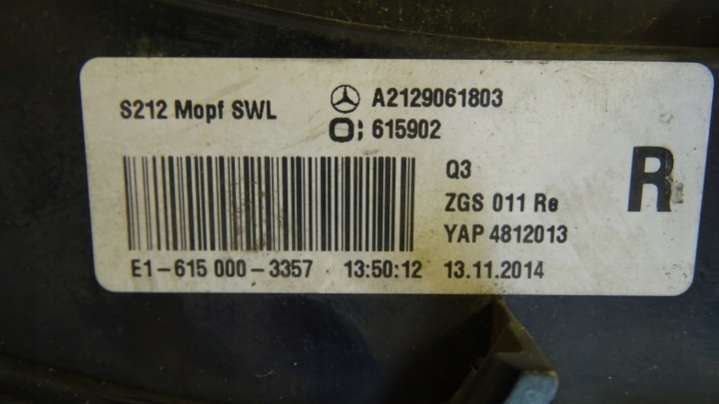 S212 Mopf SWL A2129061803
615902
Q3
R
ZGS 011 Re
YAP 4812013
E1-615 000-3357 13:50:12 13.11.2014